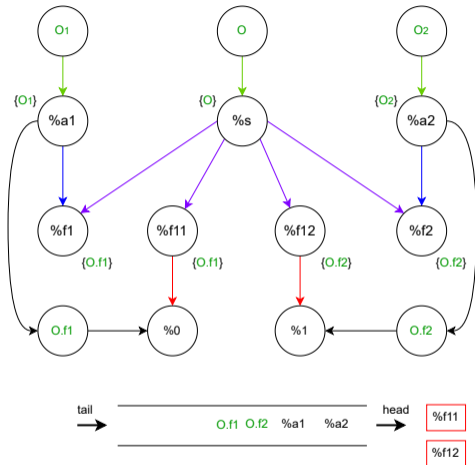 O1 O O2
{O1} {O} {O2}
%a1 %s %a2
%f1 %f11 %f12 %f2
{O.f1} {O.f1} {O.f2} {O.f2}
O.f1 %0 %1 O.f2
tail head
O.f1 O.f2 %a1 %a2 %f11
%f12